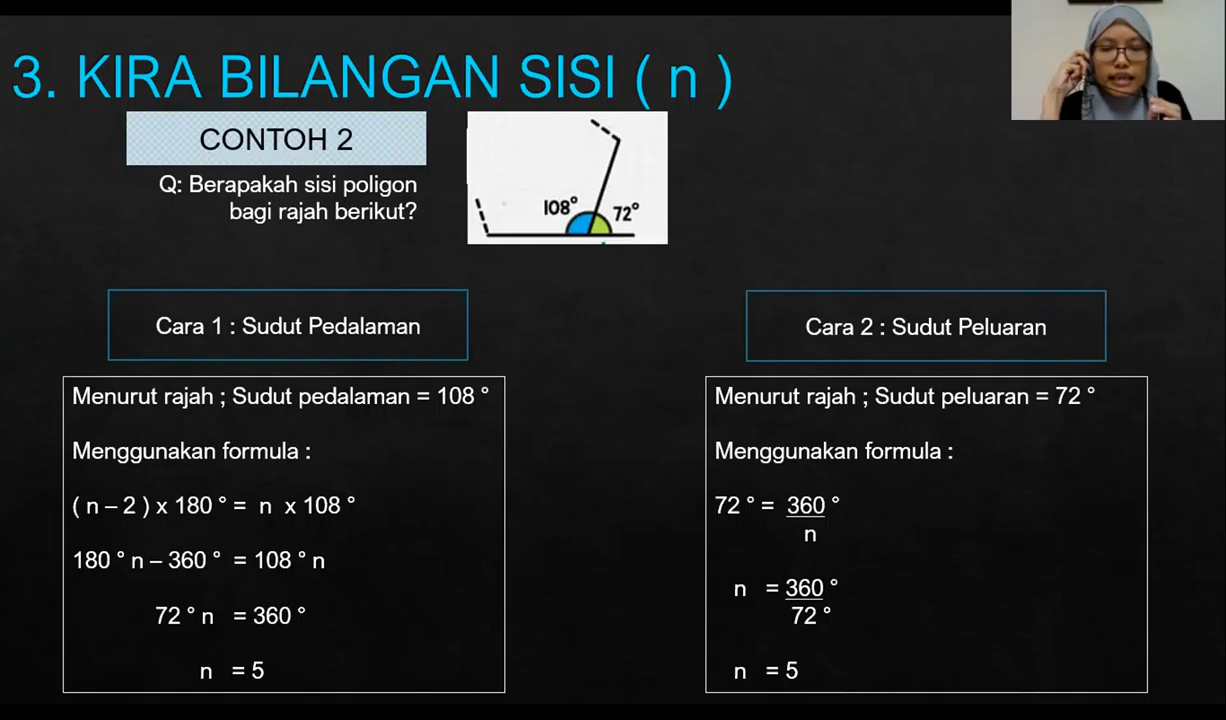 3. KIRA BILANGAN SISI ( n )
CONTOH 2
Q: Berapakah sisi poligon
bagi rajah berikut?
108°
72°
Cara 1 : Sudut Pedalaman
Menurut rajah ; Sudut pedalaman = 108 °
Menggunakan formula :
( n – 2 ) x 180 ° = n x 108 °
180 ° n – 360 ° = 108 ° n
72 ° n = 360 °
n = 5
Cara 2 : Sudut Peluaran
Menurut rajah ; Sudut peluaran = 72 °
Menggunakan formula :
72 ° = 360 °
n
n = 360 °
72 °
n = 5